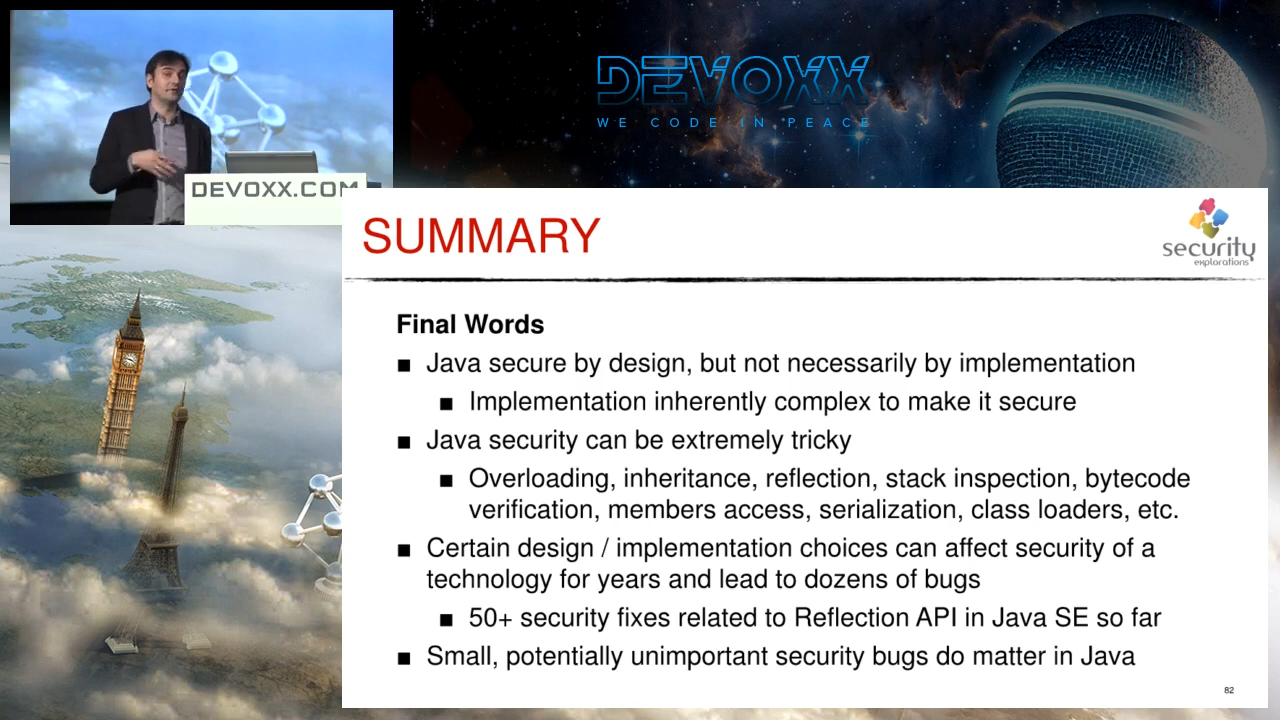 DEVOXX
WE CODE IN PEACE
DEVOXX.COM
SUMMARY
security
explorations
Final Words
■ Java secure by design, but not necessarily by implementation
■ Implementation inherently complex to make it secure
■ Java security can be extremely tricky
■ Overloading, inheritance, reflection, stack inspection, bytecode
verification, members access, serialization, class loaders, etc.
■ Certain design / implementation choices can affect security of a
technology for years and lead to dozens of bugs
■ 50+ security fixes related to Reflection API in Java SE so far
■ Small, potentially unimportant security bugs do matter in Java
82